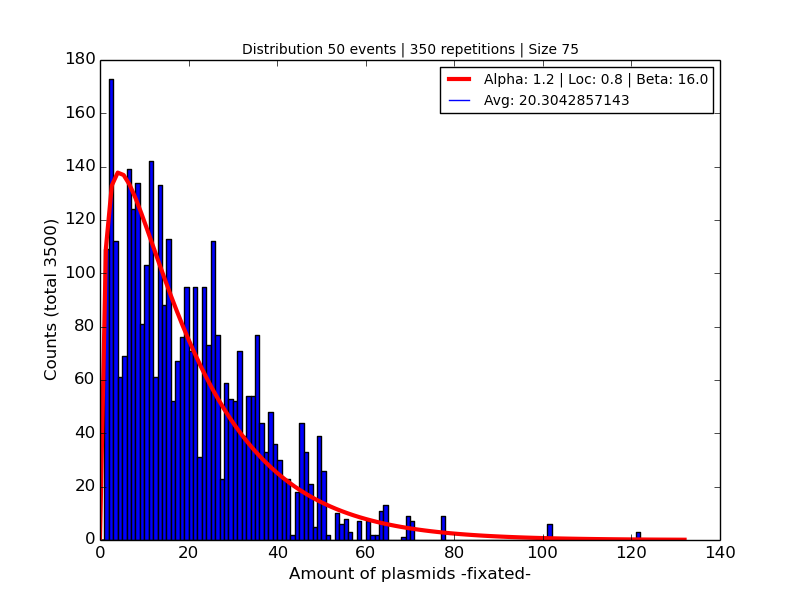 Distribution 50 events | 350 repetitions | Size 75
Alpha: 1.2 | Loc: 0.8 | Beta: 16.0
Avg: 20.3042857143
Counts (total 3500)
180
160
140
120
100
80
60
40
20
0
0 20 40 60 80 100 120 140
Amount of plasmids -fixated-